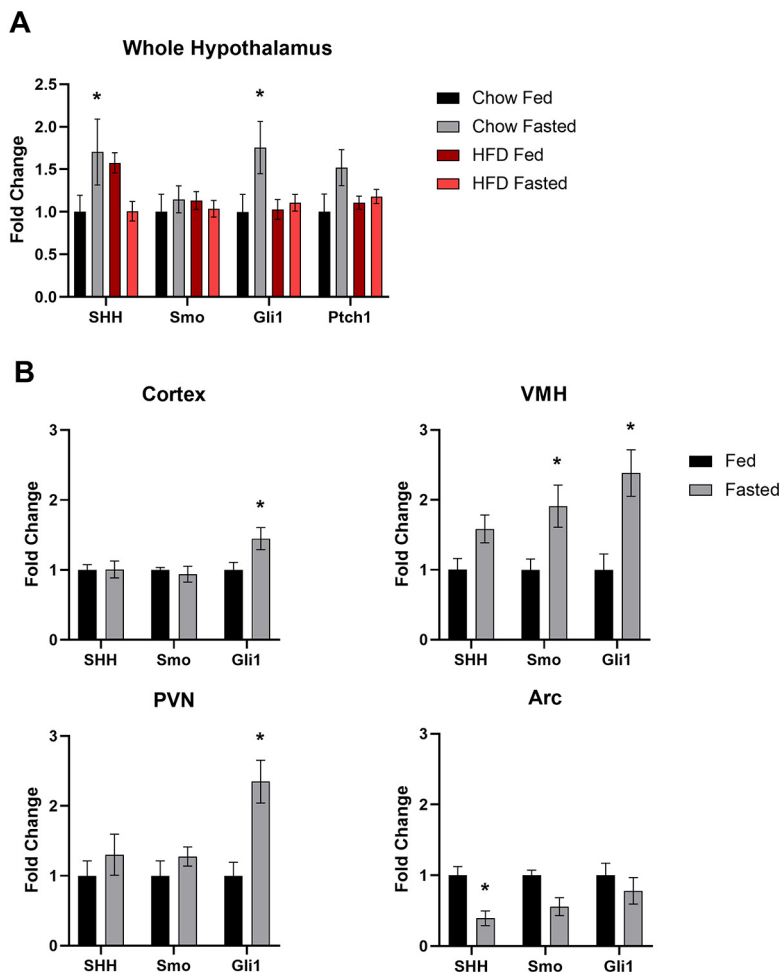 A
Whole Hypothalamus
Fold Change
2.5
2.0
1.5
1.0
0.5
0.0
*
*
SHH Smo Gli1 Ptch1
Chow Fed
Chow Fasted
HFD Fed
HFD Fasted
B
Cortex
Fold Change
3
2
1
0
*
SHH Smo Gli1
VMH
Fold Change
3
2
1
0
*
*
SHH Smo Gli1
Fed
Fasted
PVN
Fold Change
3
2
1
0
*
SHH Smo Gli1
Arc
Fold Change
3
2
1
0
*
SHH Smo Gli1